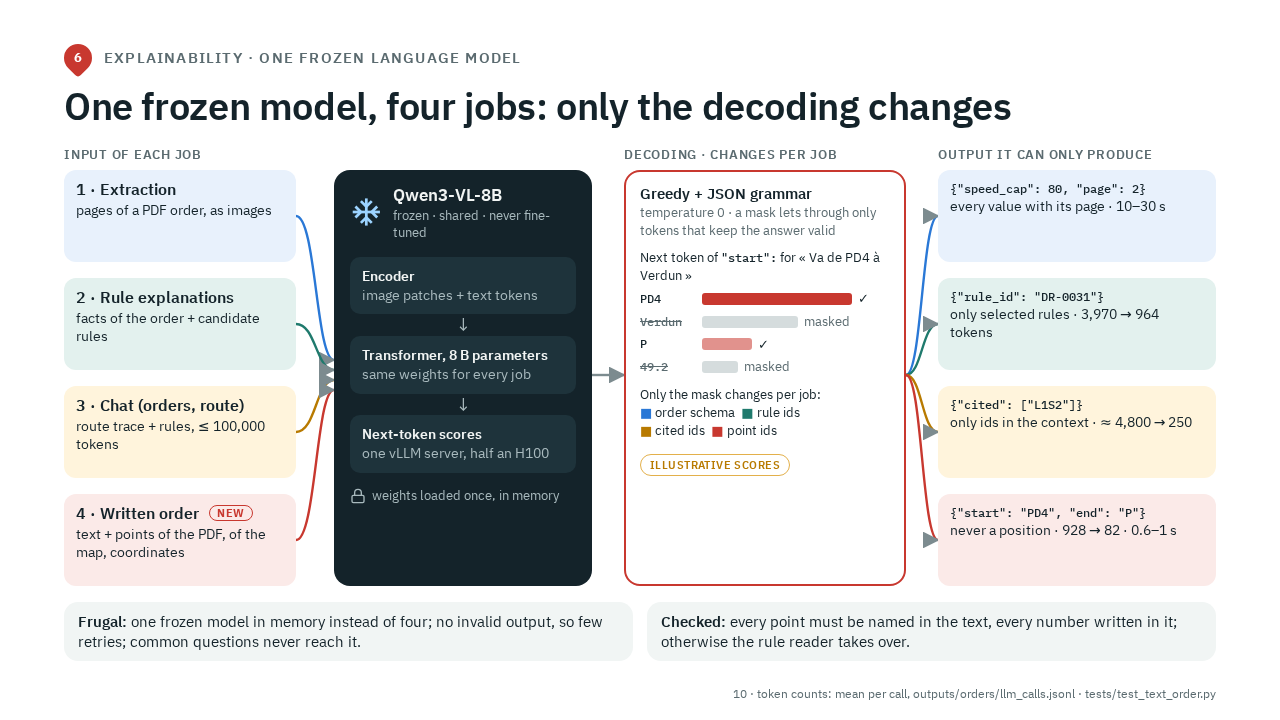 6 EXPLAINABILITY · ONE FROZEN LANGUAGE MODEL
One frozen model, four jobs: only the decoding changes
INPUT OF EACH JOB
1 · Extraction
pages of a PDF order, as images
2 · Rule explanations
facts of the order + candidate
rules
3 · Chat (orders, route)
route trace + rules, ≤ 100,000
tokens
4 · Written order NEW
text + points of the PDF, of the
map, coordinates
Qwen3-VL-8B
frozen · shared · never fine-
tuned
Encoder
image patches + text tokens
↓
Transformer, 8 B parameters
same weights for every job
↓
Next-token scores
one vLLM server, half an H100
weights loaded once, in memory
DECODING · CHANGES PER JOB
Greedy + JSON grammar
temperature 0 · a mask lets through only
tokens that keep the answer valid
Next token of "start": for « Va de PD4 à
Verdun »
PD4 ✓
Verdun masked
P ✓
49.2 masked
Only the mask changes per job:
order schema rule ids
cited ids point ids
ILLUSTRATIVE SCORES
OUTPUT IT CAN ONLY PRODUCE
{"speed_cap": 80, "page": 2}
every value with its page · 10–30 s
{"rule_id": "DR-0031"}
only selected rules · 3,970 → 964
tokens
{"cited": ["L1S2"]}
only ids in the context · ≈ 4,800 → 250
{"start": "PD4", "end": "P"}
never a position · 928 → 82 · 0.6–1 s
Frugal: one frozen model in memory instead of four; no invalid output, so few
retries; common questions never reach it.
Checked: every point must be named in the text, every number written in it;
otherwise the rule reader takes over.
10 · token counts: mean per call, outputs/orders/llm_calls.jsonl · tests/test_text_order.py